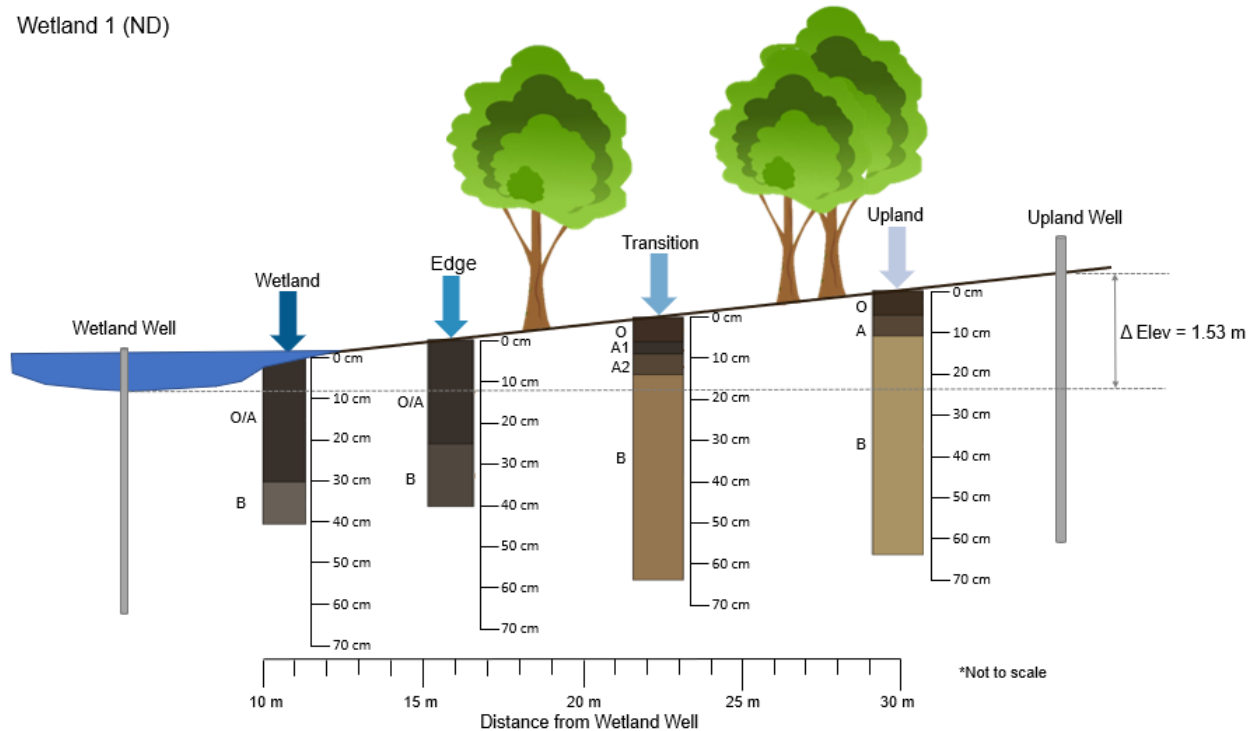 Wetland 1 (ND)
Wetland Well
Wetland
Edge
Transition
Upland
Upland Well
Δ Elev = 1.53 m
O/A
B
0 cm
10 cm
20 cm
30 cm
40 cm
50 cm
60 cm
70 cm
O/A
B
0 cm
10 cm
20 cm
30 cm
40 cm
50 cm
60 cm
70 cm
O
A1
A2
B
0 cm
10 cm
20 cm
30 cm
40 cm
50 cm
60 cm
70 cm
O
A
B
0 cm
10 cm
20 cm
30 cm
40 cm
50 cm
60 cm
70 cm
10 m 15 m 20 m 25 m 30 m
Distance from Wetland Well
*Not to scale